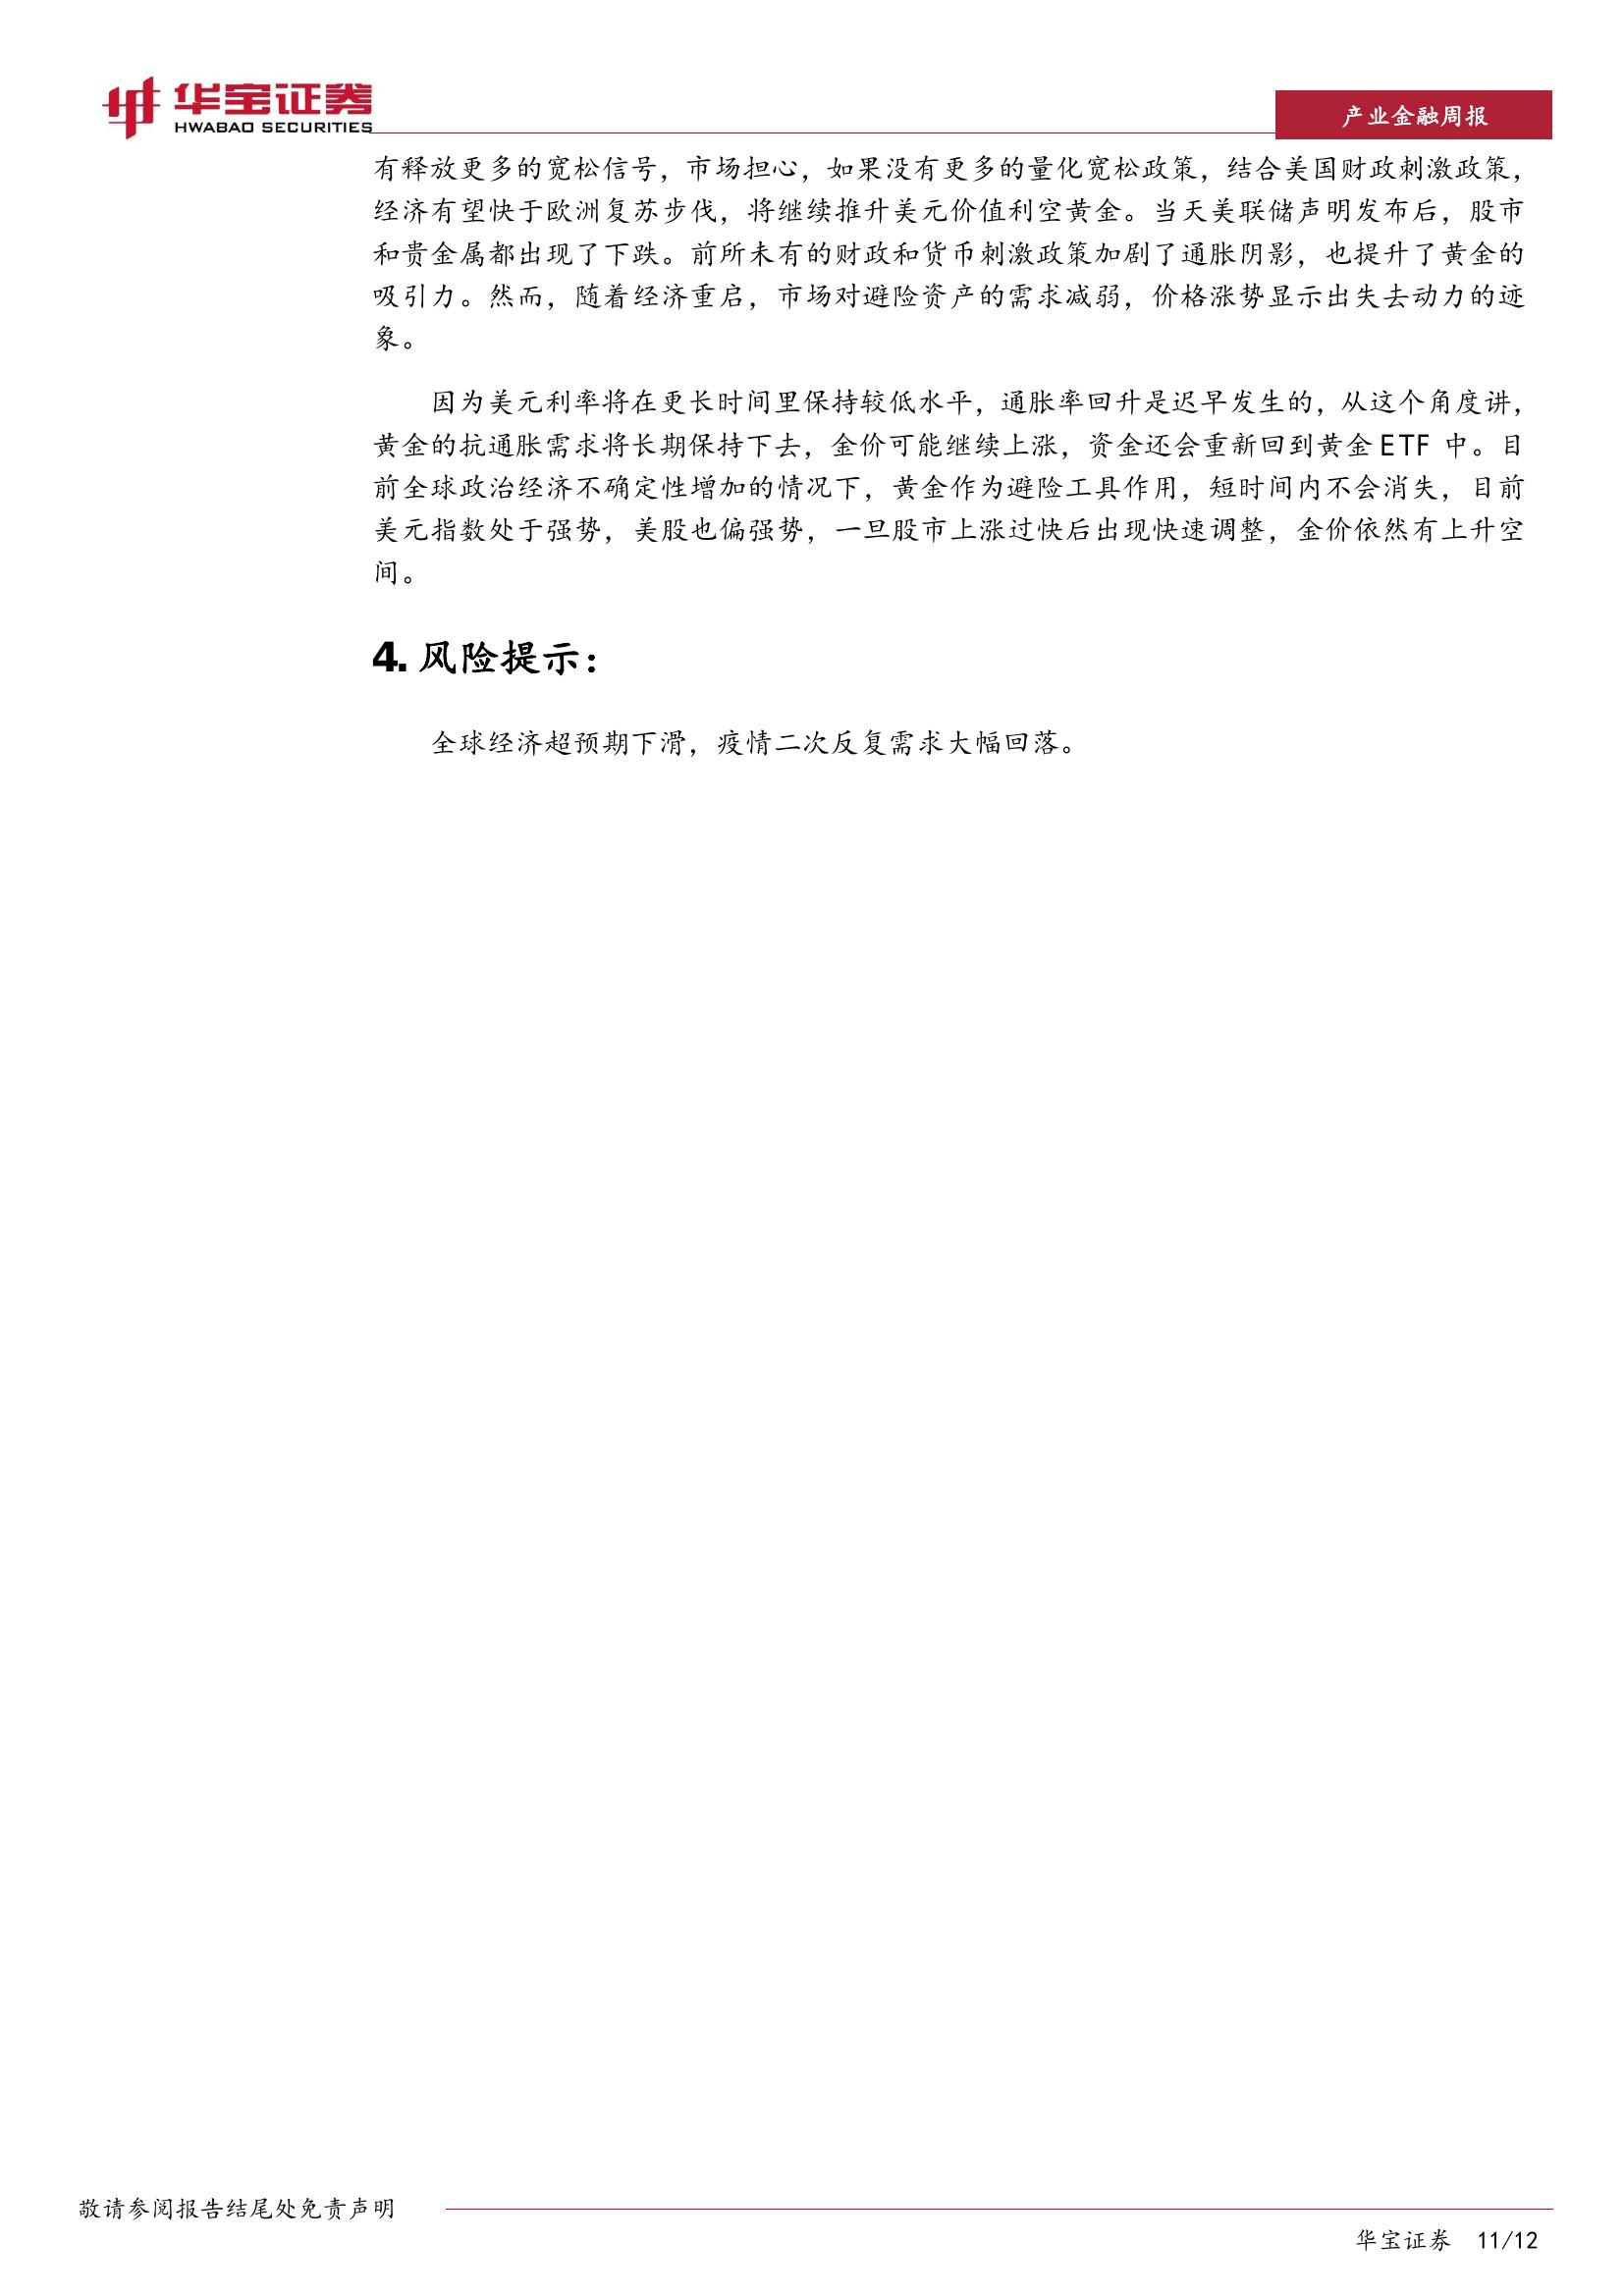 华宝证券
HWABAO SECURITIES
产业金融周报
有释放更多的宽松信号，市场担心，如果没有更多的量化宽松政策，结合美国财政刺激政策，
经济有望快于欧洲复苏步伐，将继续推升美元价值利空黄金。当天美联储声明发布后，股市
和贵金属都出现了下跌。前所未有的财政和货币刺激政策加剧了通胀阴影，也提升了黄金的
吸引力。然而，随着经济重启，市场对避险资产的需求减弱，价格涨势显示出失去动力的迹
象。
因为美元利率将在更长时间里保持较低水平，通胀率回升是迟早发生的，从这个角度讲，
黄金的抗通胀需求将长期保持下去，金价可能继续上涨，资金还会重新回到黄金 ETF 中。目
前全球政治经济不确定性增加的情况下，黄金作为避险工具作用，短时间内不会消失，目前
美元指数处于强势，美股也偏强势，一旦股市上涨过快后出现快速调整，金价依然有上升空
间。
4. 风险提示：
全球经济超预期下滑，疫情二次反复需求大幅回落。
敬请参阅报告结尾处免责声明
华宝证券 11/12